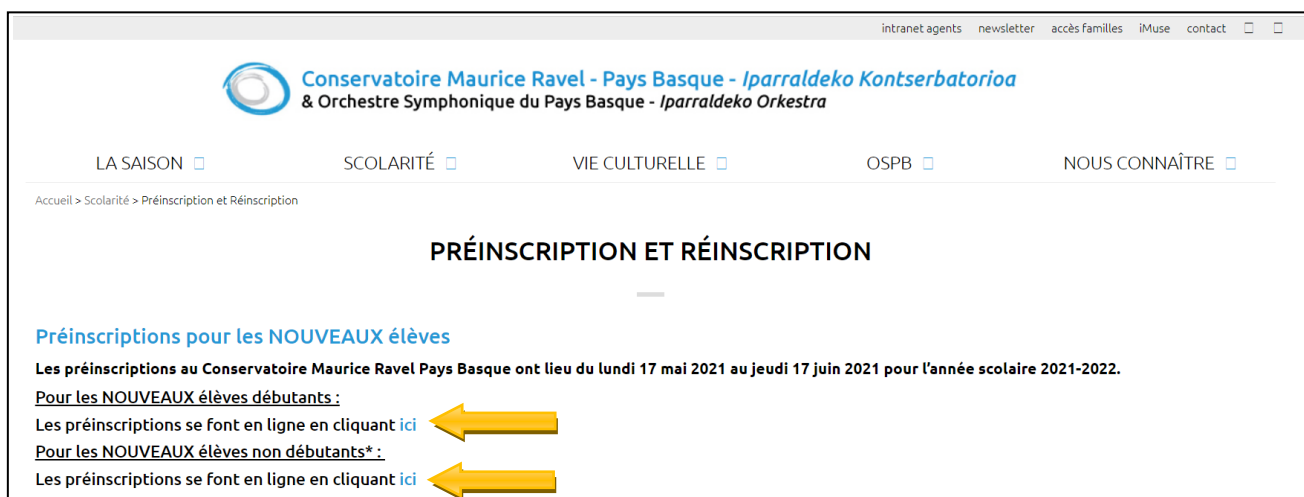 intranet agents newsletter accès familles iMuse contact
Conservatoire Maurice Ravel - Pays Basque - Iparraldeko Kontserbatorioa
& Orchestre Symphonique du Pays Basque - Iparraldeko Orkestra
LA SAISON SCOLARITÉ VIE CULTURELLE OSPB NOUS CONNAÎTRE
Accueil > Scolarité > Préinscription et Réinscription
PRÉINSCRIPTION ET RÉINSCRIPTION
Préinscriptions pour les NOUVEAUX élèves
Les préinscriptions au Conservatoire Maurice Ravel Pays Basque ont lieu du lundi 17 mai 2021 au jeudi 17 juin 2021 pour l'année scolaire 2021-2022.
Pour les NOUVEAUX élèves débutants :
Les préinscriptions se font en ligne en cliquant ici
Pour les NOUVEAUX élèves non débutants* :
Les préinscriptions se font en ligne en cliquant ici